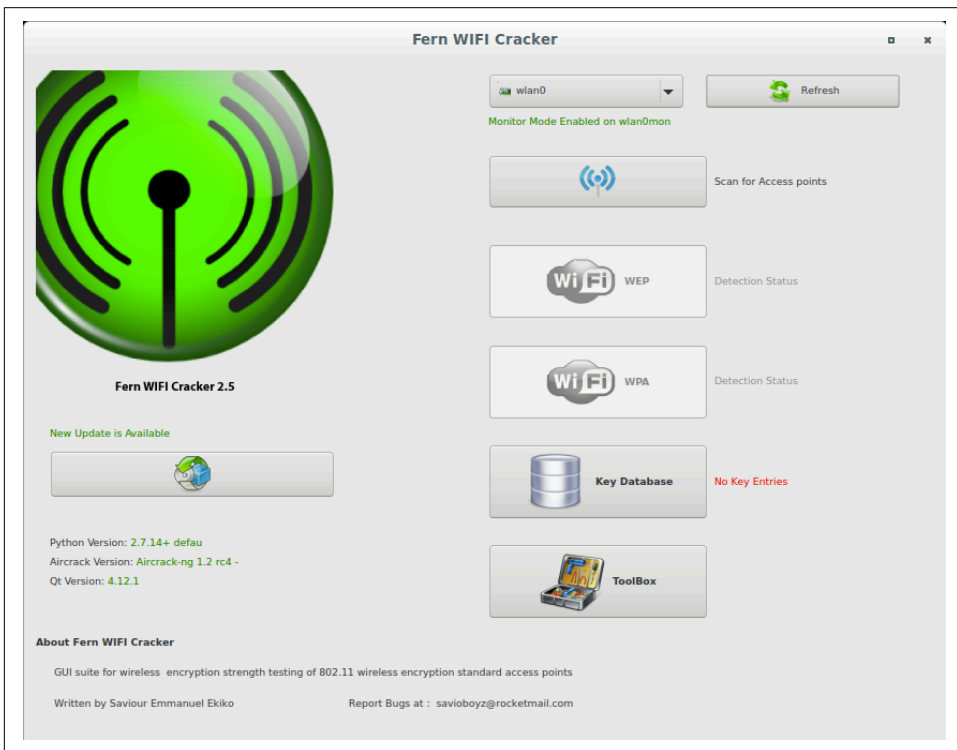 Fern WIFI Cracker
wlan0
Refresh
Monitor Mode Enabled on wlan0mon
Scan for Access points
WiFi WEP
Detection Status
WiFi WPA
Detection Status
Fern WIFI Cracker 2.5
New Update is Available
Key Database
No Key Entries
Python Version: 2.7.14+ defau
Aircrack Version: Aircrack-ng 1.2 rc4 -
Qt Version: 4.12.1
ToolBox
About Fern WIFI Cracker
GUI suite for wireless encryption strength testing of 802.11 wireless encryption standard access points
Written by Saviour Emmanuel Ekiko
Report Bugs at : savioboyz@rocketmail.com